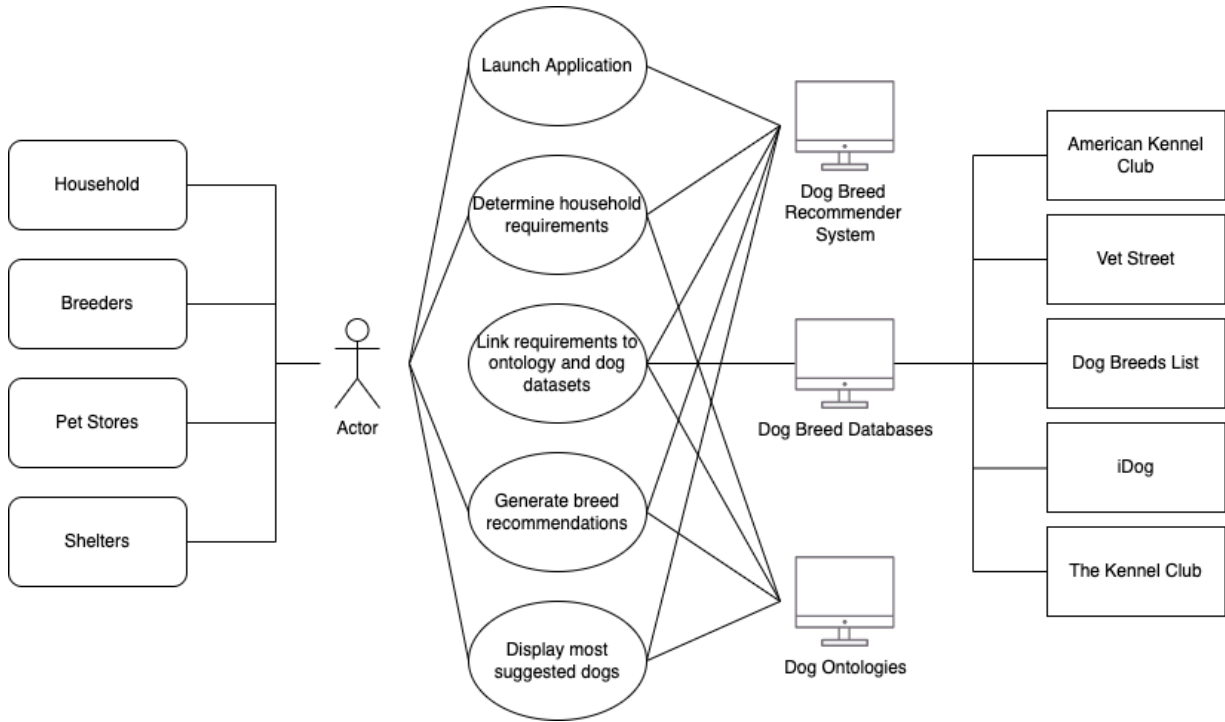 Household
Breeders
Pet Stores
Shelters
Actor
Launch Application
Determine household
requirements
Link requirements to
ontology and dog
datasets
Generate breed
recommendations
Display most
suggested dogs
Dog Breed
Recommender
System
Dog Breed Databases
Dog Ontologies
American Kennel
Club
Vet Street
Dog Breeds List
iDog
The Kennel Club